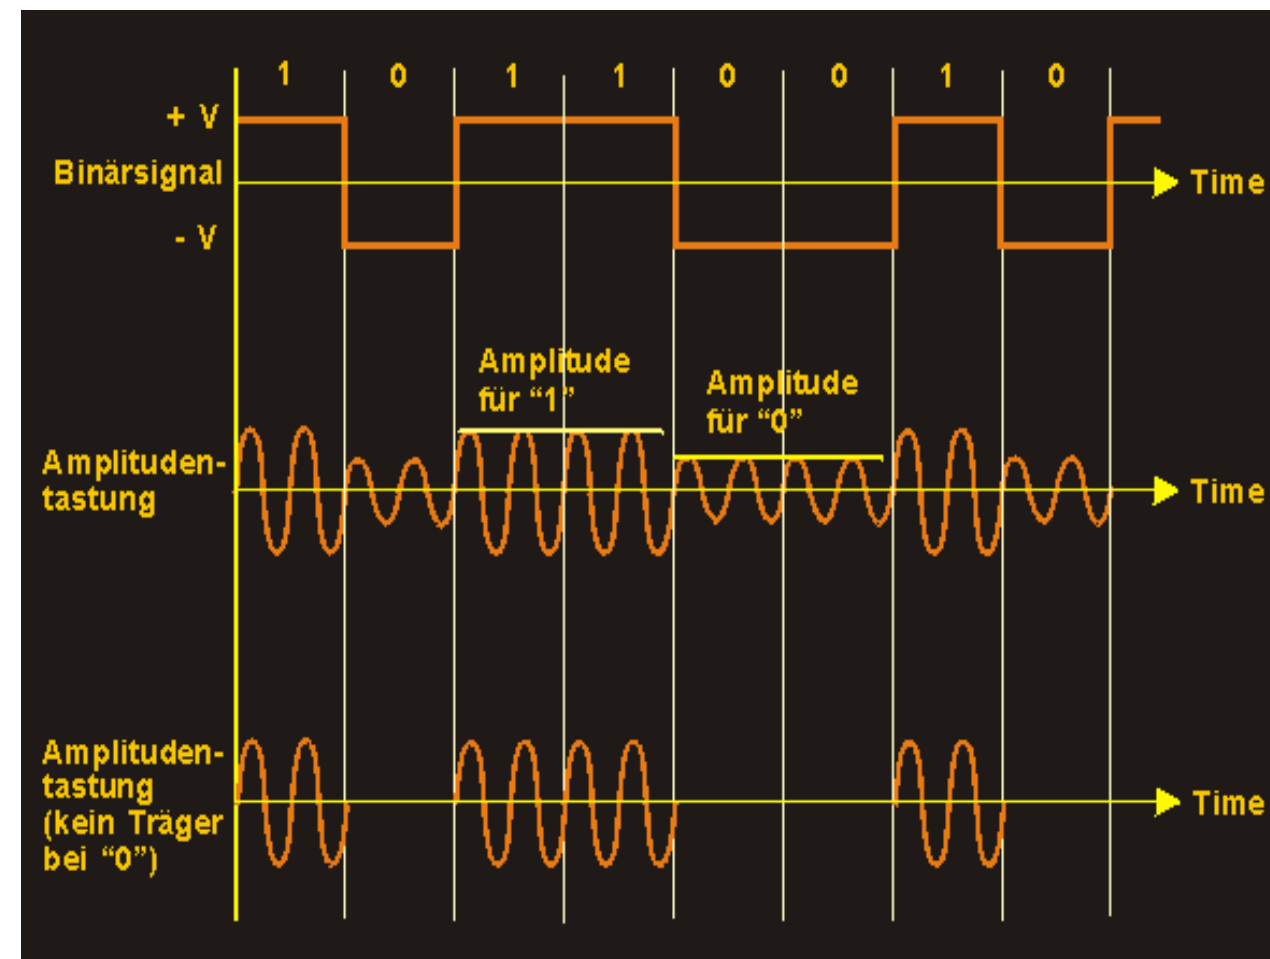 1 0 1 1 0 0 1 0
+ V
Binärsignal
Time
- V
Amplitude
für “1”
Amplitude
für “0”
Amplituden-
tastung
Time
Amplituden-
tastung
(kein Träger
bei “0”)
Time